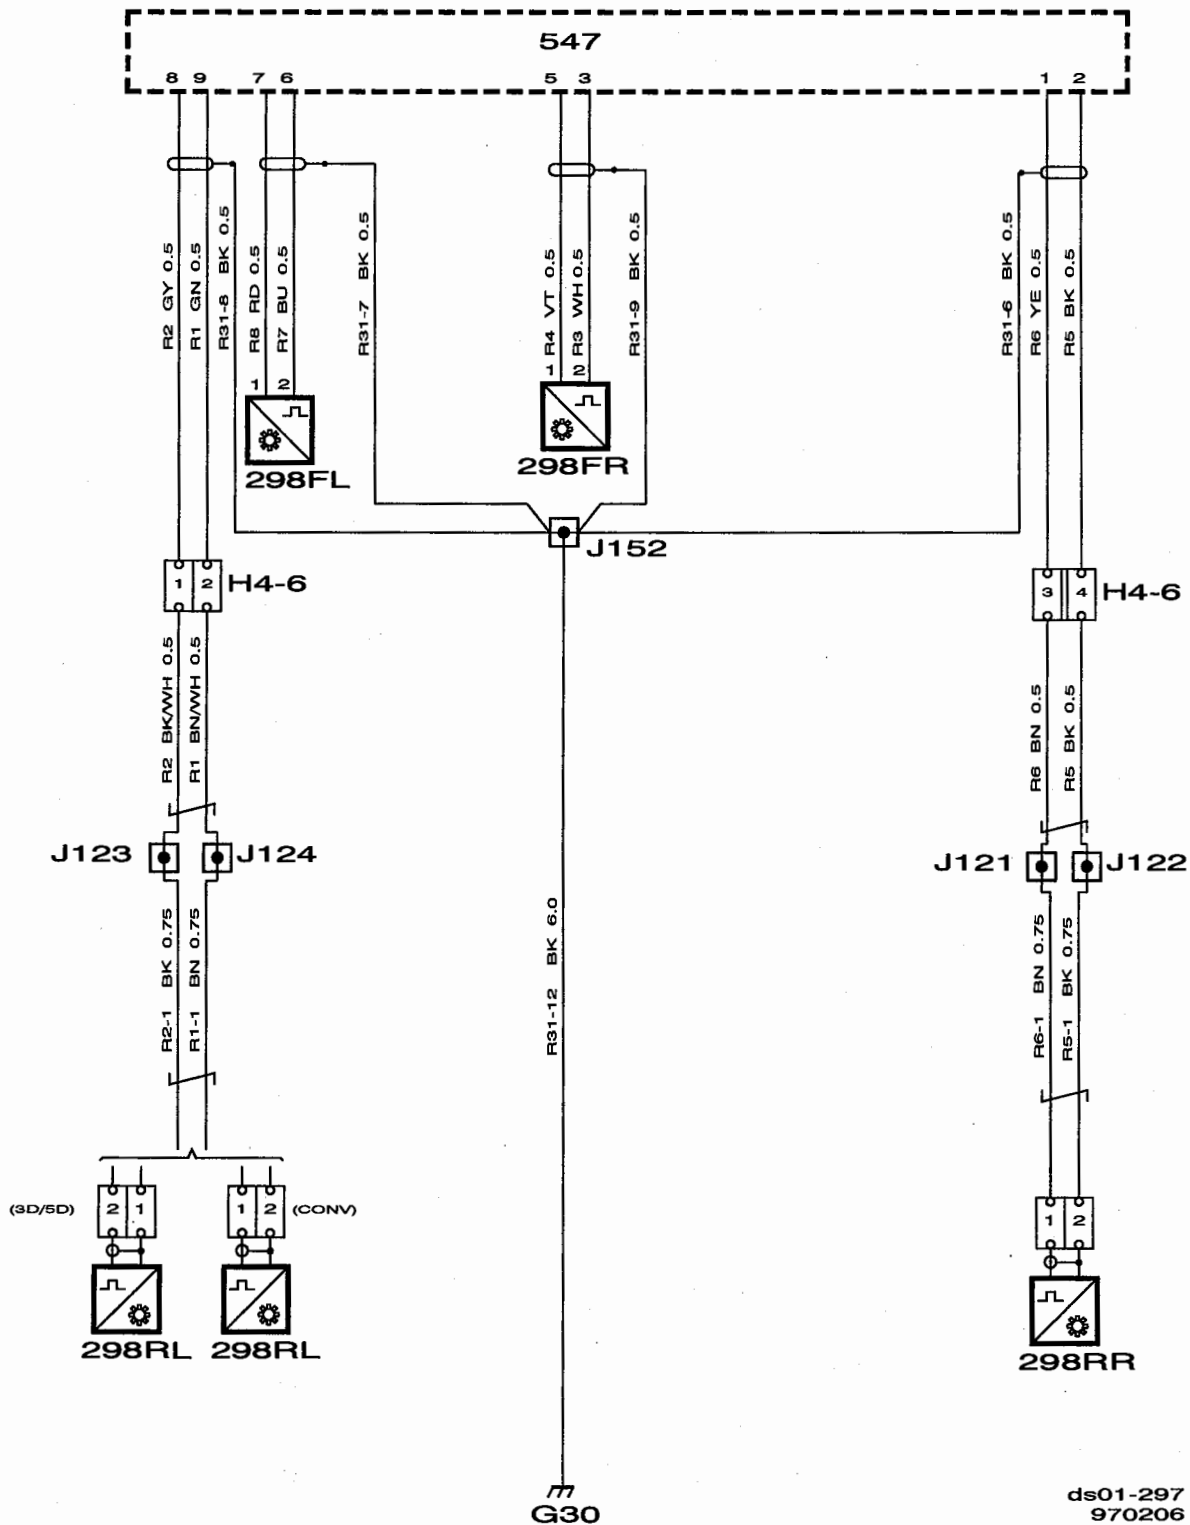 547
8 9 7 6 5 3 1 2
R2 GY 0.5
R1 GN 0.5
R31-8 BK 0.5
R8 RD 0.5
R7 BU 0.5
R31-7 BK 0.5
R4 VT 0.5
R3 WH 0.5
R31-9 BK 0.5
R31-6 BK 0.5
R6 YE 0.5
R5 BK 0.5
1 2
298FL
1 2
298FR
J152
1 2 H4-6
3 4 H4-6
R2 BK/WH 0.5
R1 BN/WH 0.5
R6 BN 0.5
R5 BK 0.5
J123 J124
J121 J122
R2-1 BK 0.75
R1-1 BN 0.75
R31-12 BK 6.0
R6-1 BN 0.75
R5-1 BK 0.75
(3D/5D) 2 1
1 2 (CONV)
1 2
298RL 298RL
298RR
G30
ds01-297
970206